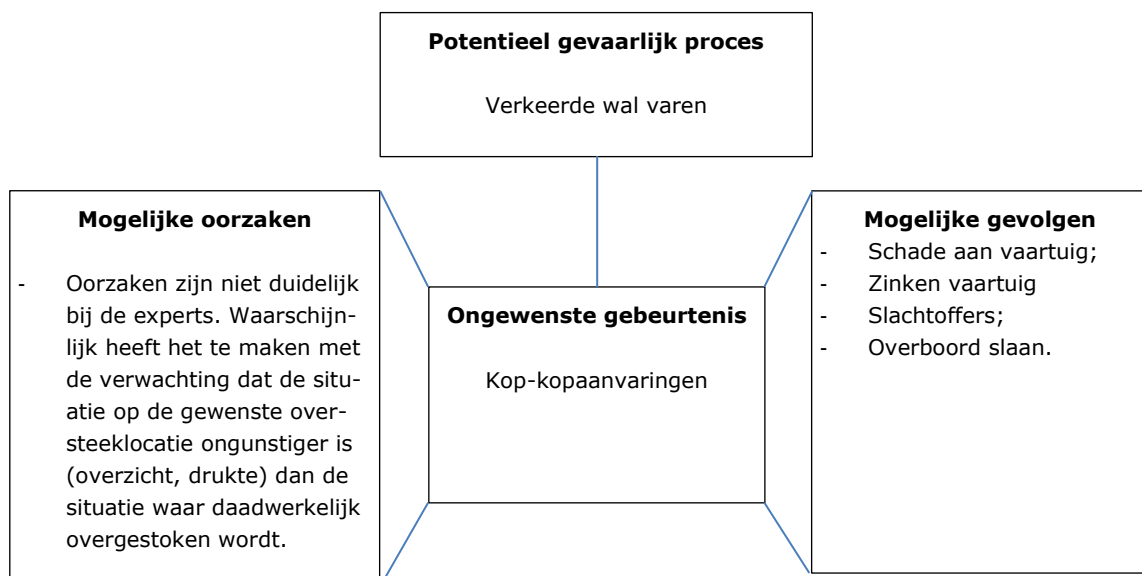 Potentieel gevaarlijk proces
Verkeerde wal varen
Mogelijke oorzaken
- Oorzaken zijn niet duidelijk
bij de experts. Waarschijn-
lijk heeft het te maken met
de verwachting dat de situ-
atie op de gewenste over-
steeklocatie ongunstiger is
(overzicht, drukte) dan de
situatie waar daadwerkelijk
overgestoken wordt.
Ongewenste gebeurtenis
Kop-kopaanvaringen
Mogelijke gevolgen
- Schade aan vaartuig;
- Zinken vaartuig
- Slachtoffers;
- Overboord slaan.